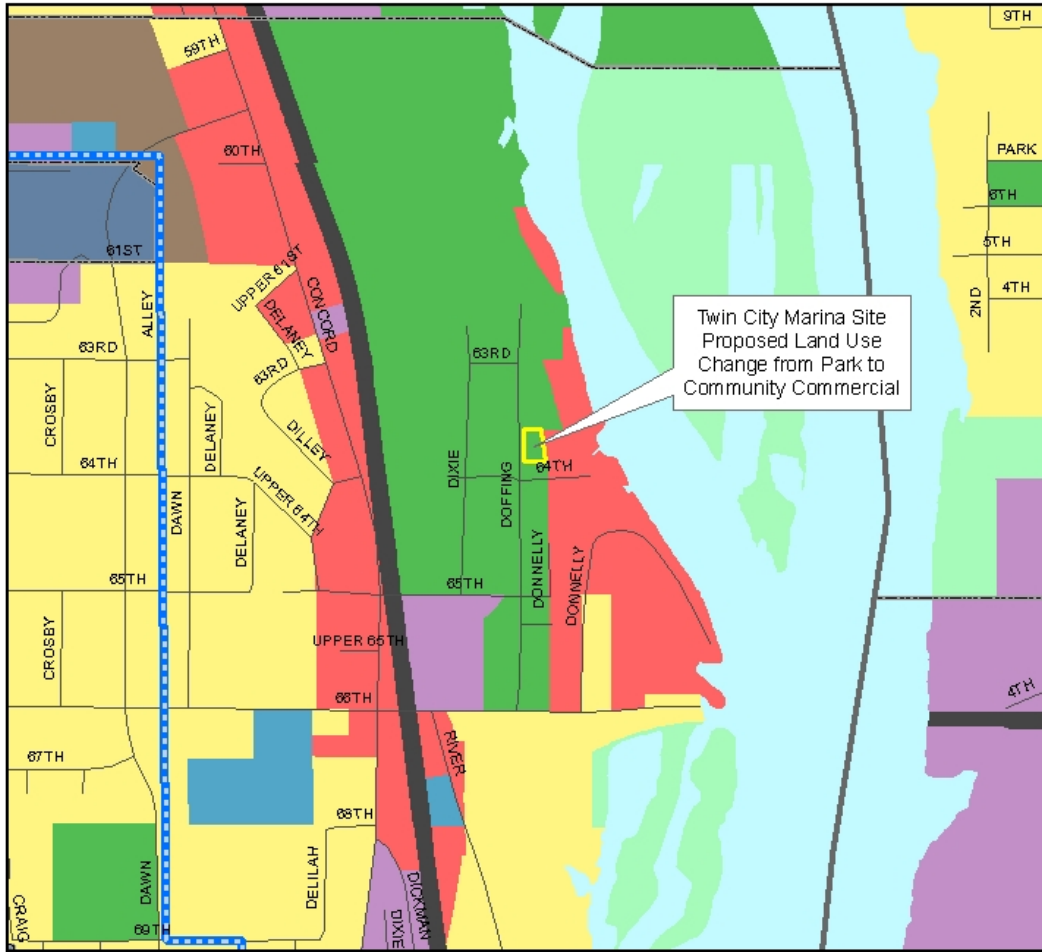 9TH
59TH
60TH
PARK
6TH
5TH
61ST
UPPER 61ST
4TH
2ND
ALLEY
CONCORD
DELANEY
Twin City Marina Site
Proposed Land Use
Change from Park to
Community Commercial
63RD
63RD
63RD
CROSBY
DELANEY
DILLEY
DIXIE
DOFFING
64TH
64TH
DAWN
DELANEY
UPPER 64TH
65TH
65TH
DONNELLY
DONNELLY
CROSBY
UPPER 65TH
66TH
4TH
67TH
RIVER
68TH
DAWN
DELILAH
CRAIG
69TH
DIXIE
DICKMAN